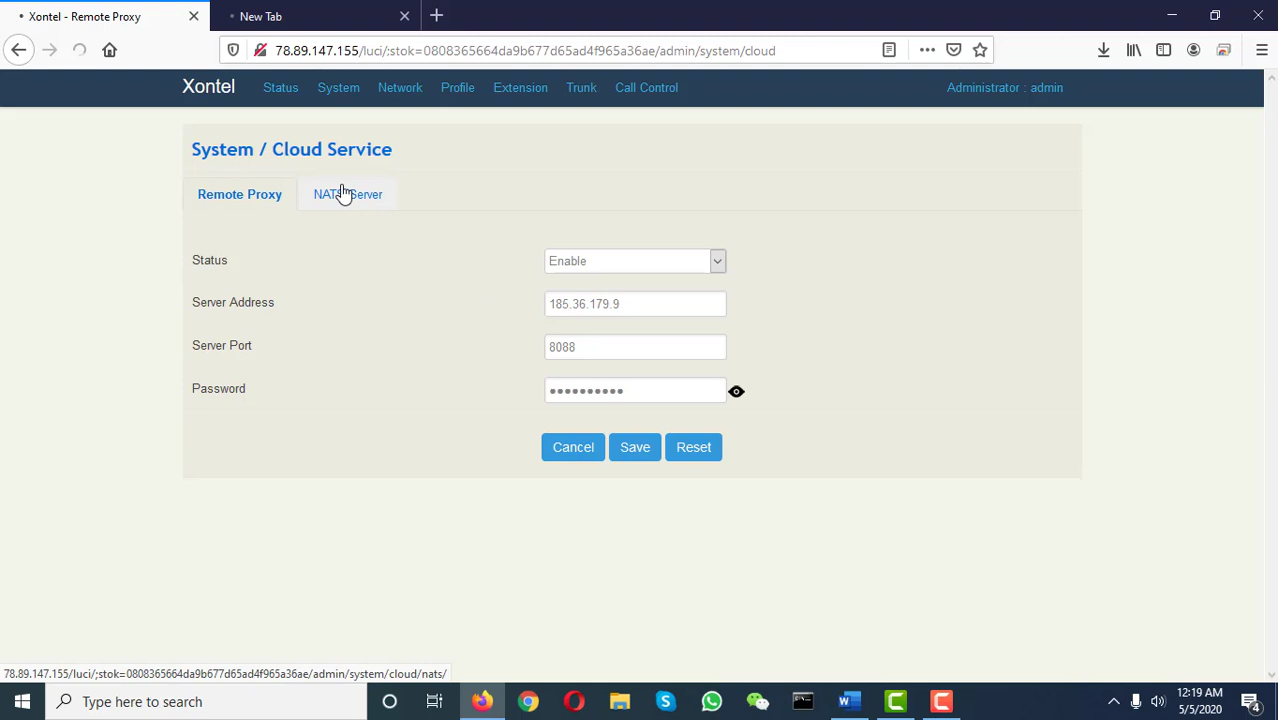 Xontel - Remote Proxy
New Tab
78.89.147.155/luci/;stok=0808365664da9b677d65ad4f965a36ae/admin/system/cloud
Xontel Status System Network Profile Extension Trunk Call Control Administrator : admin
System / Cloud Service
Remote Proxy NATS Server
Status Enable
Server Address 185.36.179.9
Server Port 8088
Password ●●●●●●●●●●
Cancel Save Reset
78.89.147.155/luci/;stok=0808365664da9b677d65ad4f965a36ae/admin/system/cloud/nats/
Type here to search
12:19 AM
5/5/2020
4